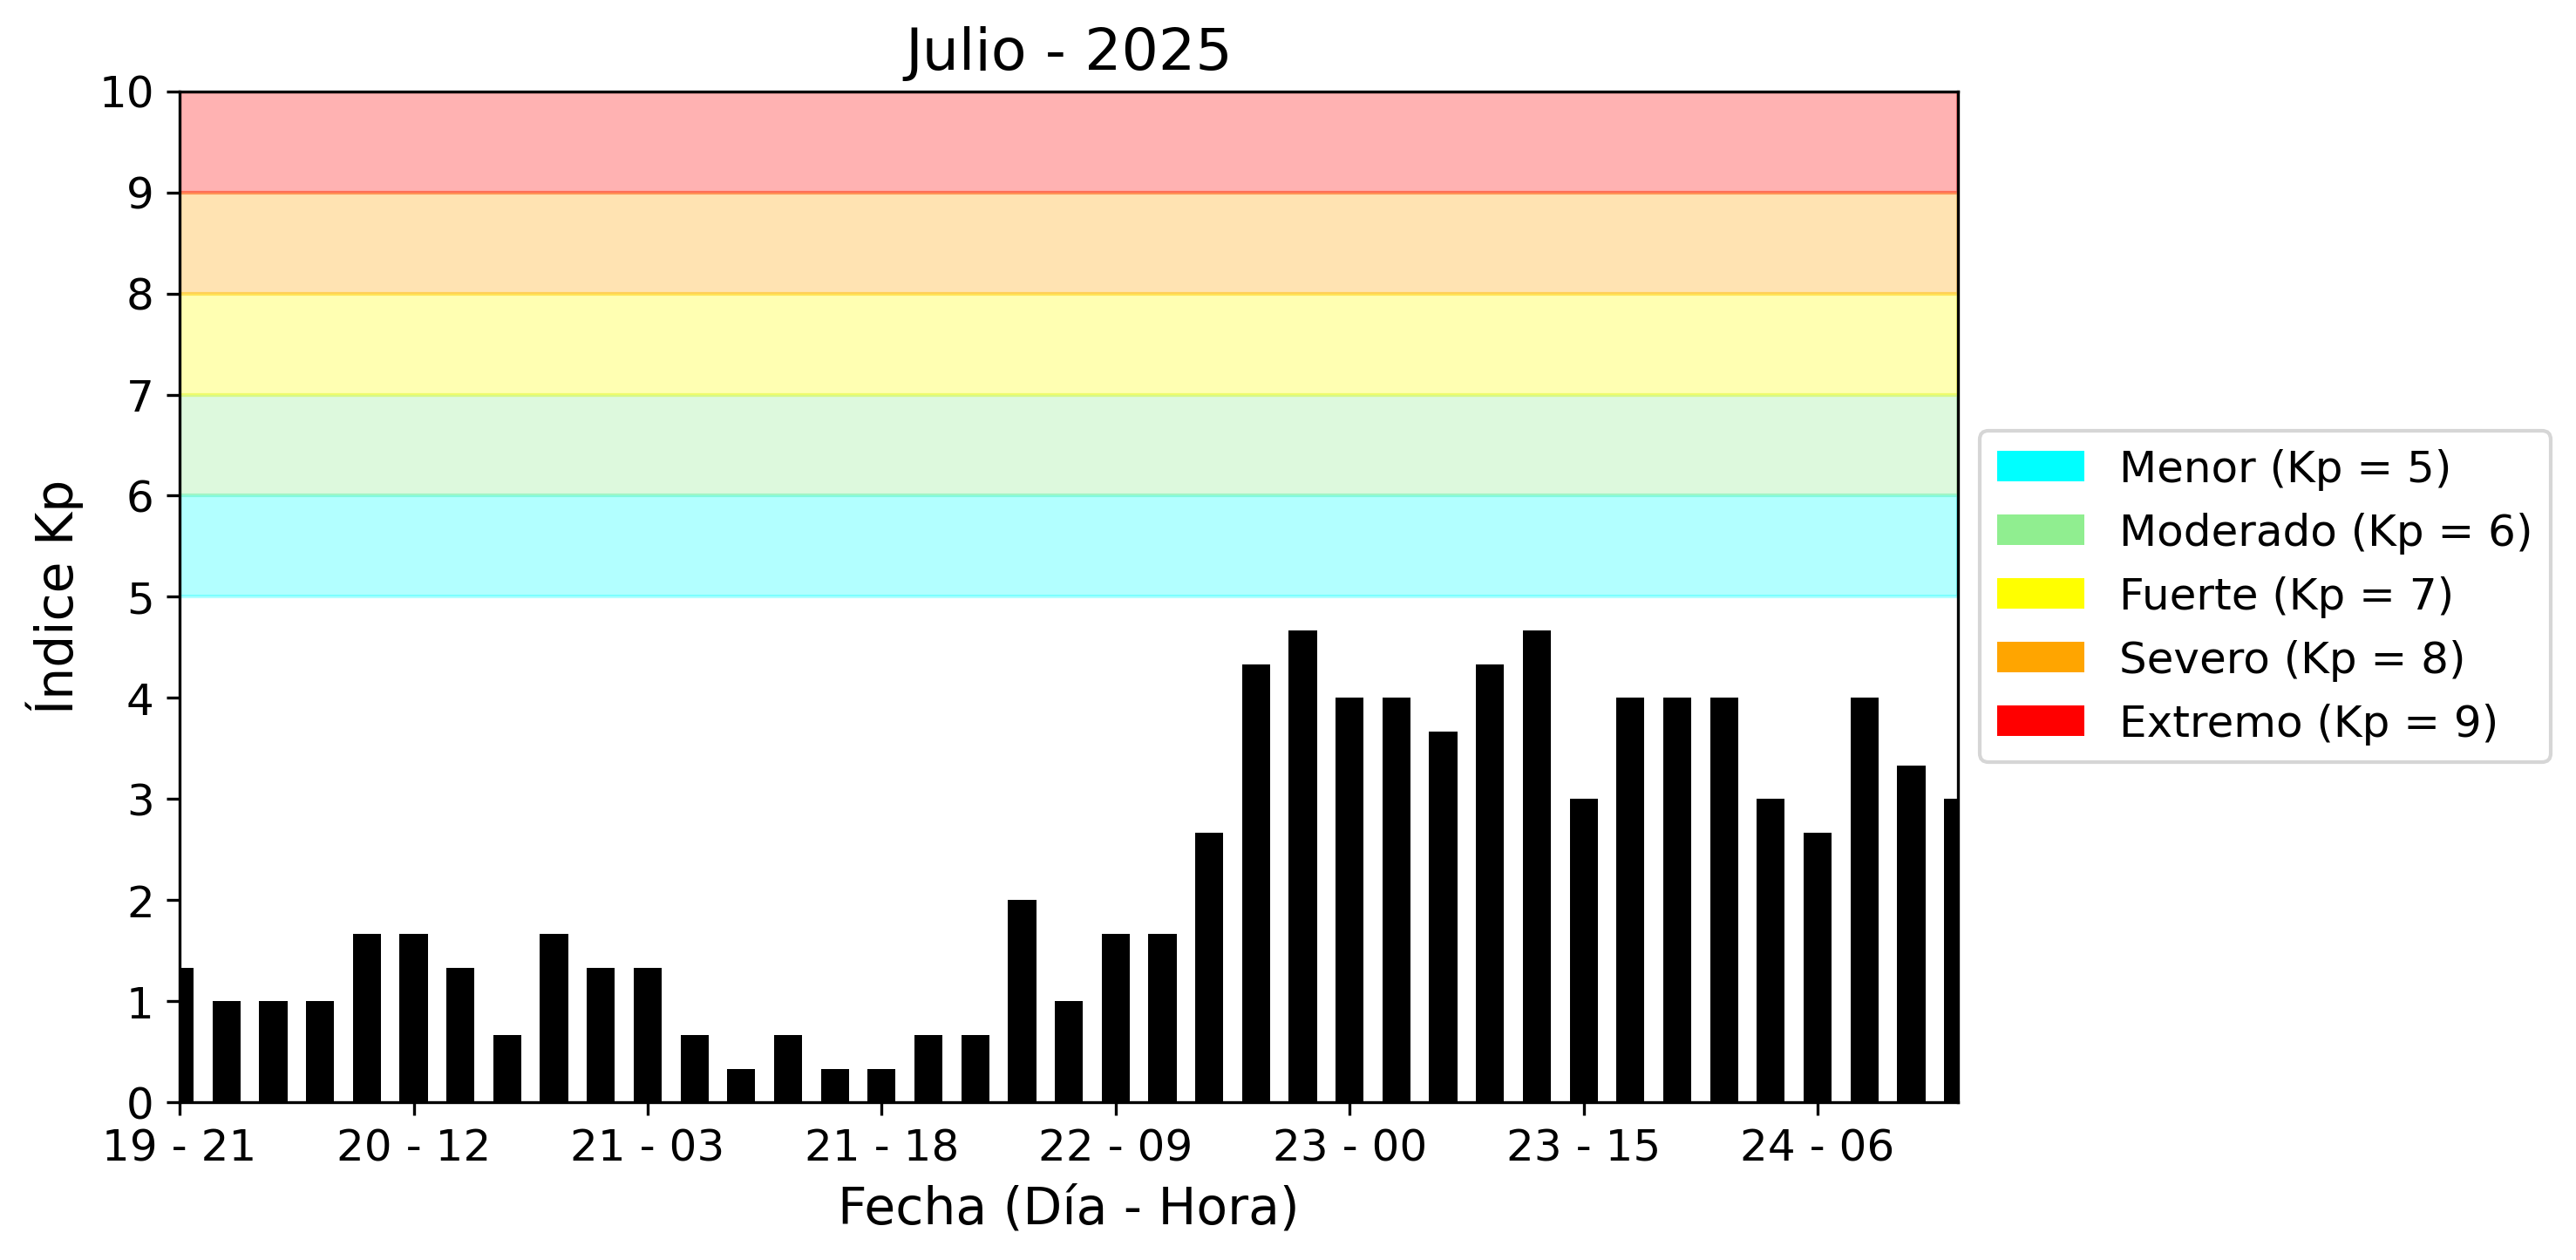 Julio - 2025
Índice Kp
10
9
8
7
6
5
4
3
2
1
0
19 - 21 20 - 12 21 - 03 21 - 18 22 - 09 23 - 00 23 - 15 24 - 06
Fecha (Día - Hora)
Menor (Kp = 5)
Moderado (Kp = 6)
Fuerte (Kp = 7)
Severo (Kp = 8)
Extremo (Kp = 9)